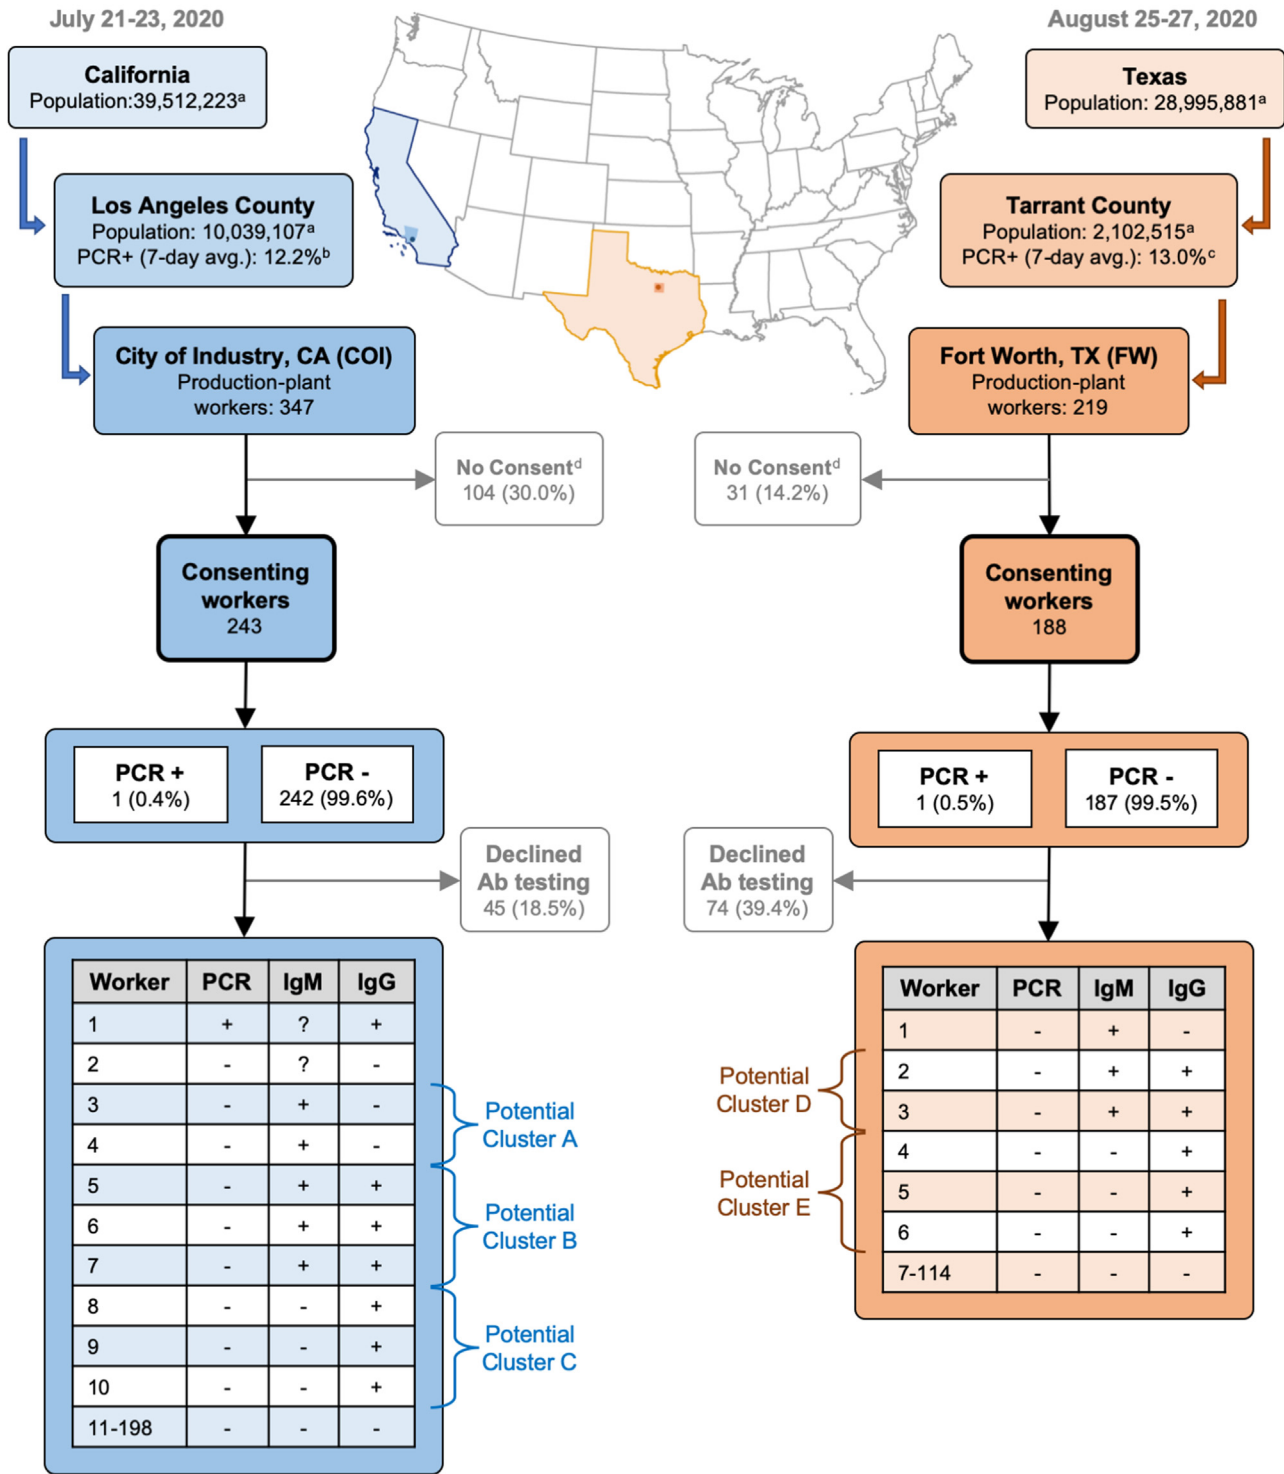 July 21-23, 2020
August 25-27, 2020
California
Population:39,512,223ᵃ
Texas
Population: 28,995,881ᵃ
Los Angeles County
Population: 10,039,107ᵃ
PCR+ (7-day avg.): 12.2%ᵇ
Tarrant County
Population: 2,102,515ᵃ
PCR+ (7-day avg.): 13.0%ᶜ
City of Industry, CA (COI)
Production-plant
workers: 347
Fort Worth, TX (FW)
Production-plant
workers: 219
No Consentᵈ
104 (30.0%)
No Consentᵈ
31 (14.2%)
Consenting
workers
243
Consenting
workers
188
PCR +
1 (0.4%)
PCR -
242 (99.6%)
PCR +
1 (0.5%)
PCR -
187 (99.5%)
Declined
Ab testing
45 (18.5%)
Declined
Ab testing
74 (39.4%)
Worker PCR IgM IgG
1 + ? +
2 - ? -
3 - + -
4 - + -
5 - + +
6 - + +
7 - + +
8 - - +
9 - - +
10 - - +
11-198 - - -
Potential
Cluster A
Potential
Cluster B
Potential
Cluster C
Worker PCR IgM IgG
1 - + -
2 - + +
3 - + +
4 - - +
5 - - +
6 - - +
7-114 - - -
Potential
Cluster D
Potential
Cluster E